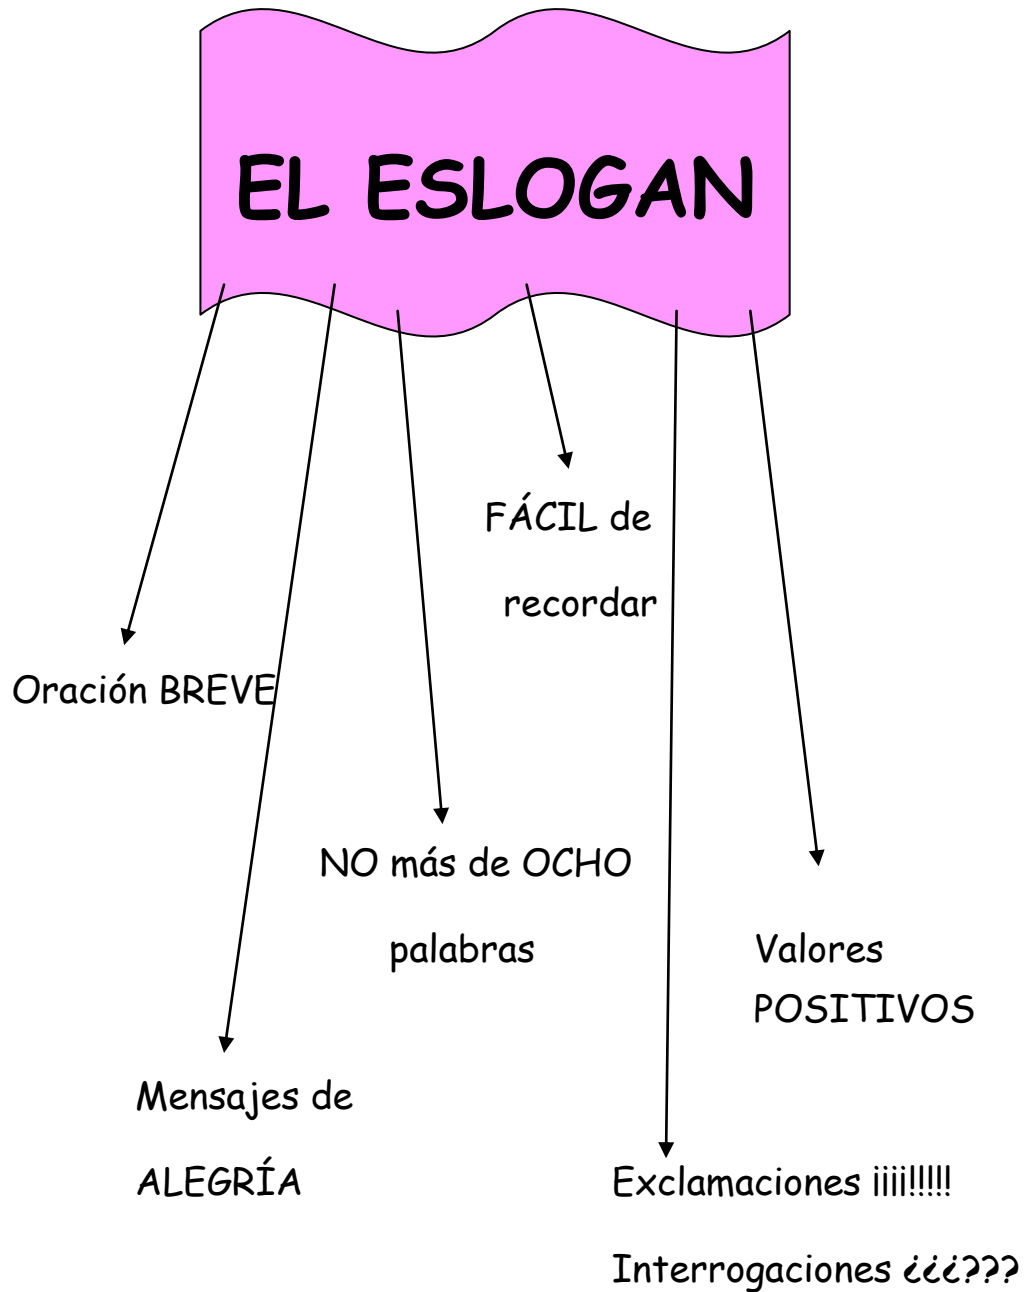 EL ESLOGAN
FÁCIL de
recordar
Oración BREVE
NO más de OCHO
palabras
Valores
POSITIVOS
Mensajes de
ALEGRÍA
Exclamaciones ¡¡¡¡!!!!!
Interrogaciones ¿¿¿???